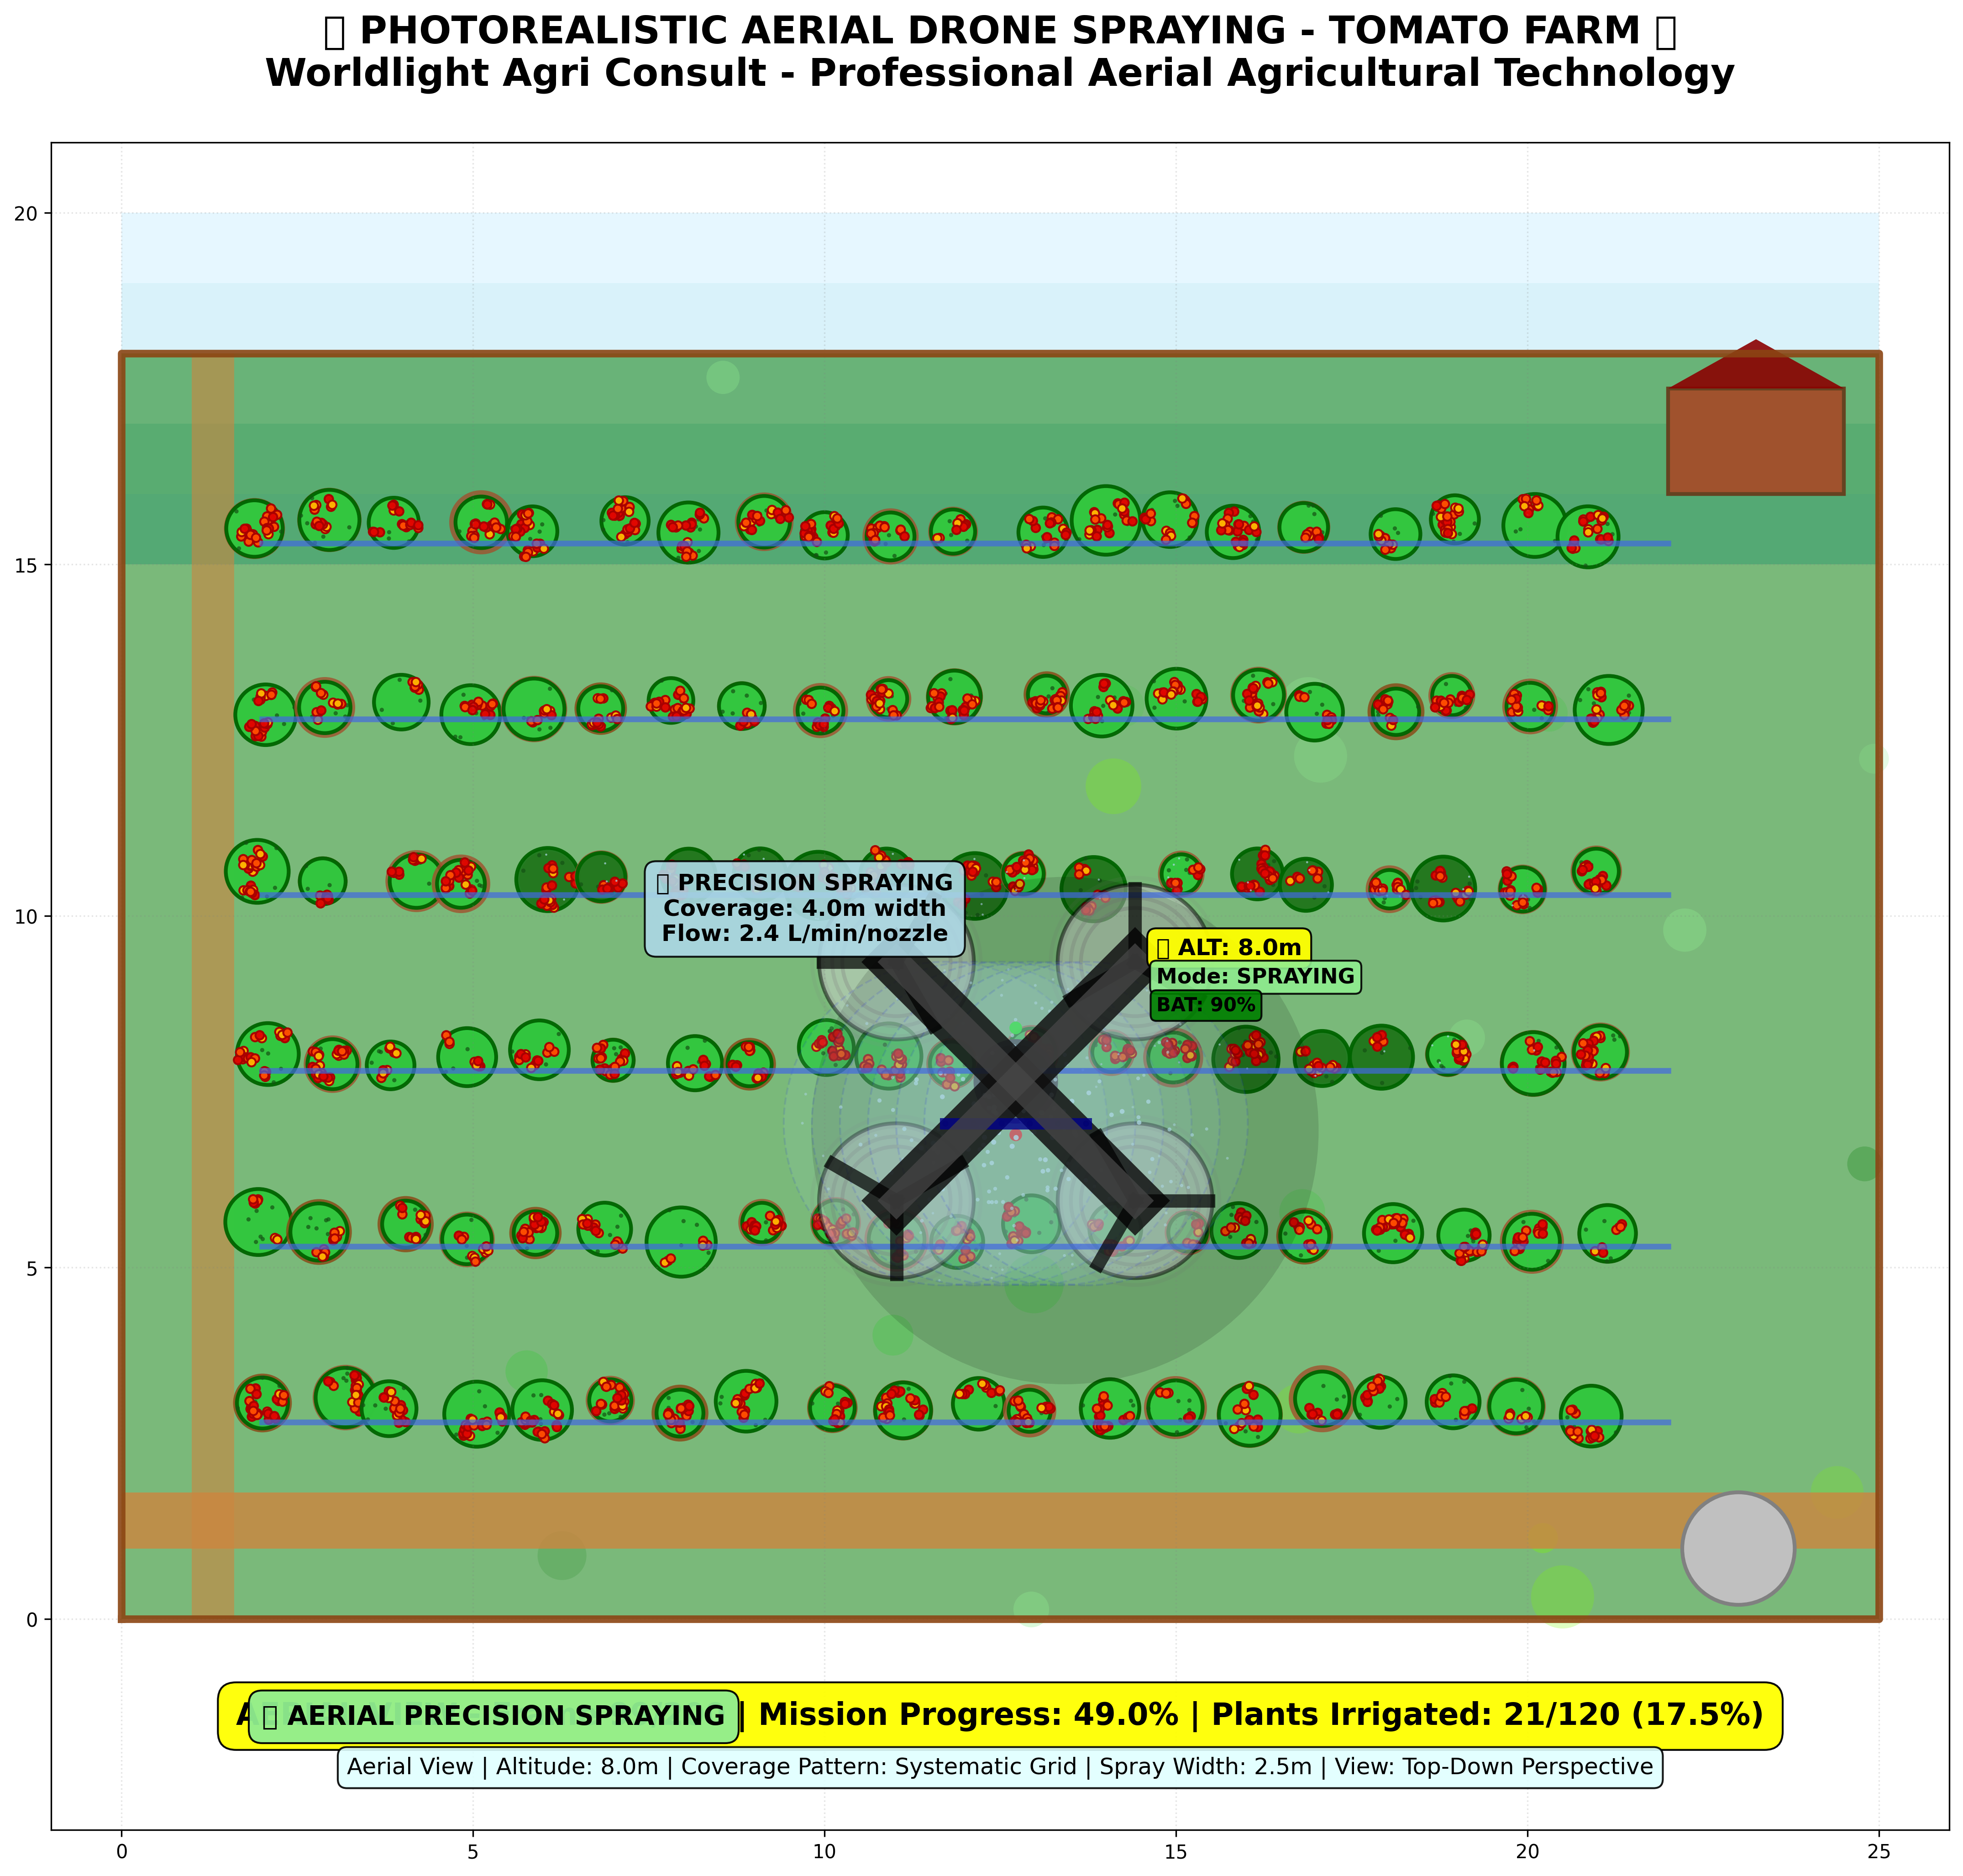 ▯ PHOTOREALISTIC AERIAL DRONE SPRAYING - TOMATO FARM ▯
Worldlight Agri Consult - Professional Aerial Agricultural Technology
20
15
10
5
0
▯ PRECISION SPRAYING
Coverage: 4.0m width
Flow: 2.4 L/min/nozzle
▯ ALT: 8.0m
Mode: SPRAYING
BAT: 90%
▯ AERIAL PRECISION SPRAYING | Mission Progress: 49.0% | Plants Irrigated: 21/120 (17.5%)
Aerial View | Altitude: 8.0m | Coverage Pattern: Systematic Grid | Spray Width: 2.5m | View: Top-Down Perspective
0 5 10 15 20 25